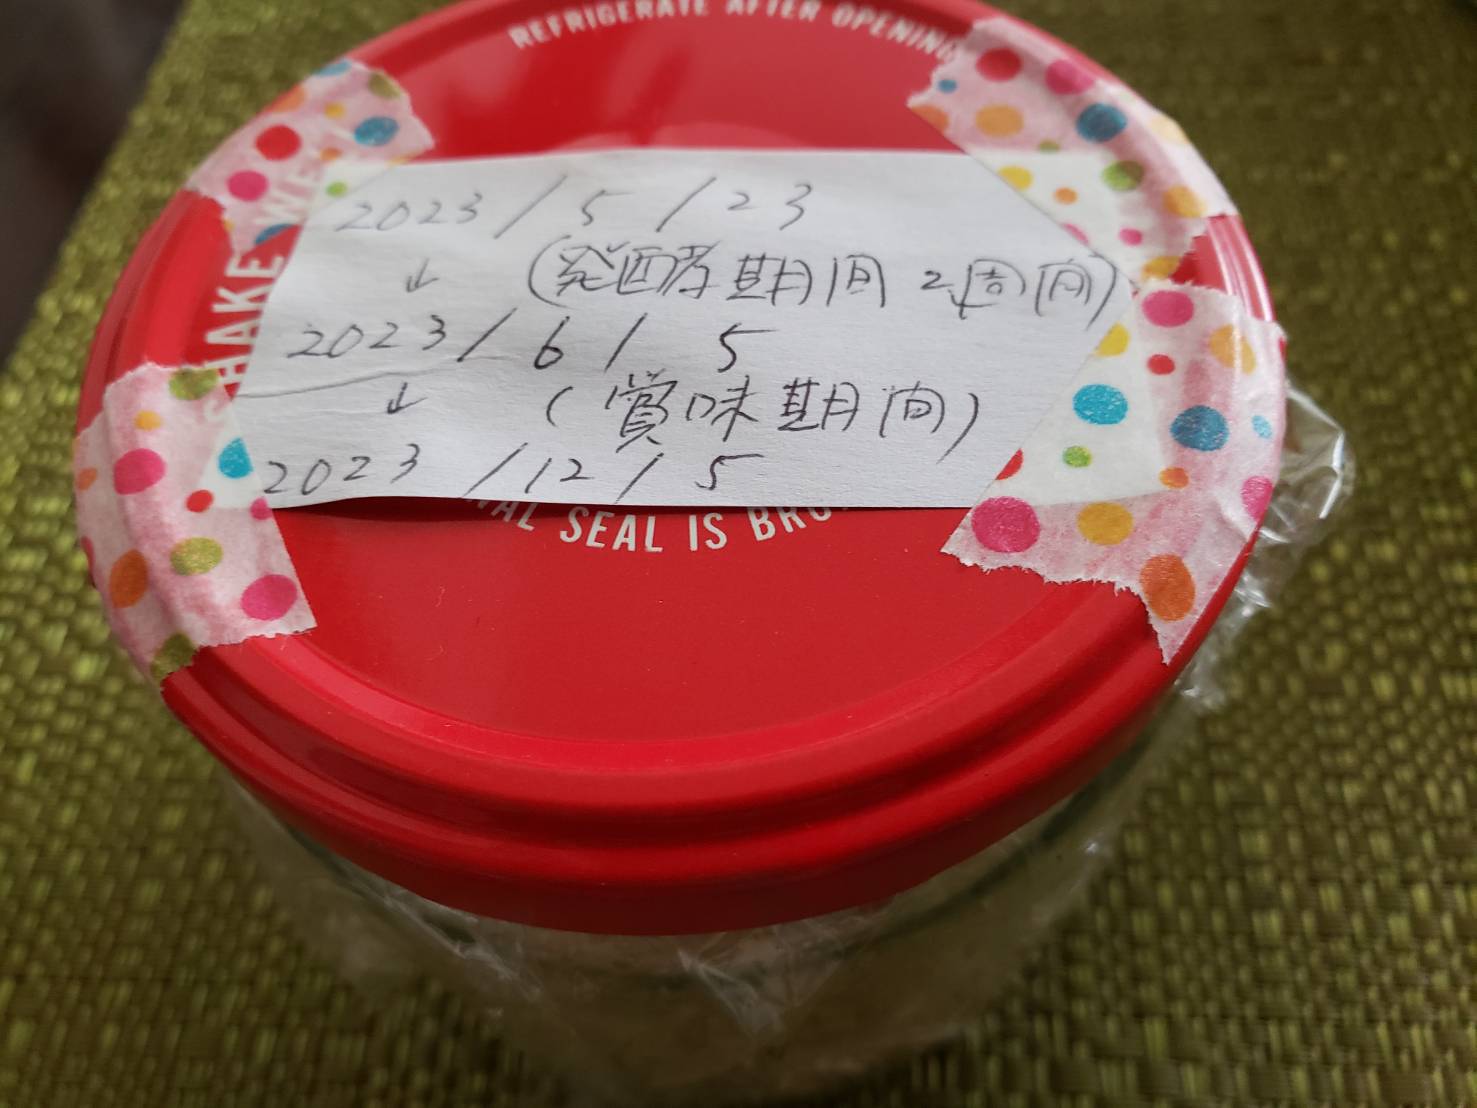 REFRIGERATE AFTER OPENING
SHAKE WE
2023/5/23
↓ (発酵期間 2週間)
2023/6/5
↓ (賞味期間)
2023/12/5
SEAL IS